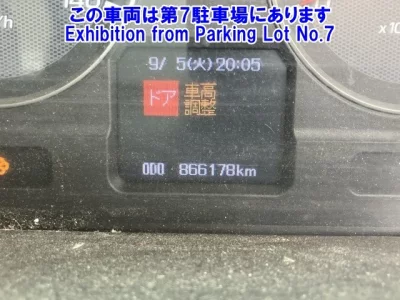 この車両は第7駐車場にあります
Exhibition from Parking Lot No.7
9/ 5(火)20:05
ドア 車高
調整
ODO 866178km